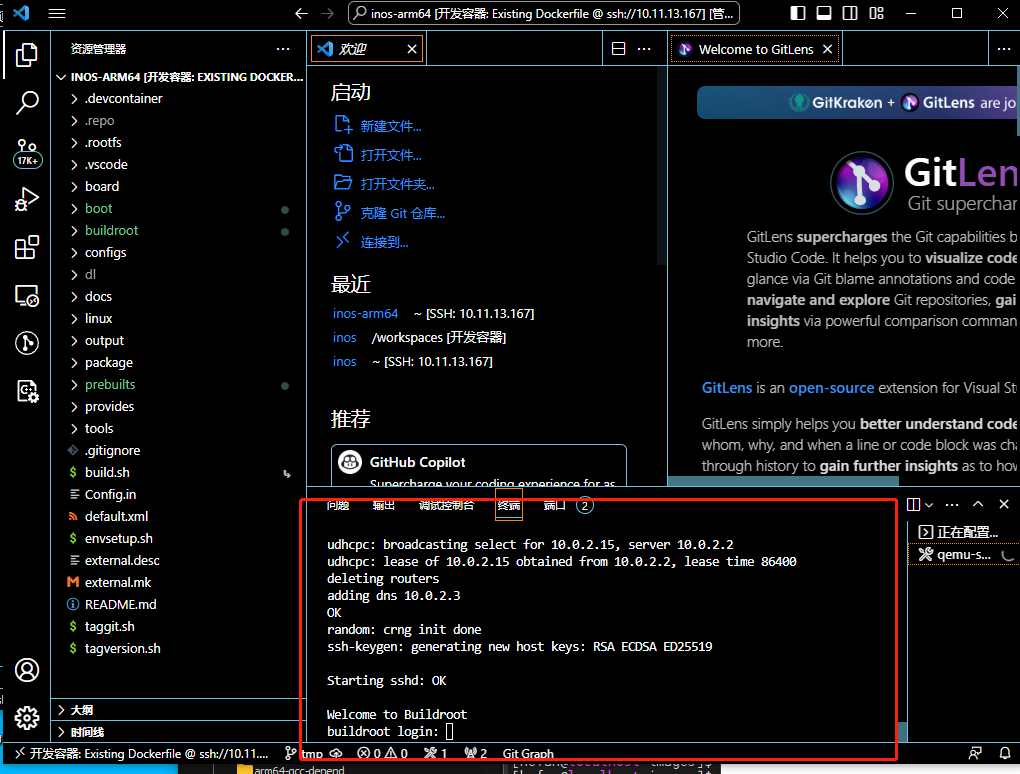 inos-arm64 [开发容器: Existing Dockerfile @ ssh://10.11.13.167] [管...
资源管理器
INOS-ARM64 [开发容器: EXISTING DOCKER...
.devcontainer
.repo
.rootfs
.vscode
board
boot
buildroot
configs
dl
docs
linux
output
package
prebuilts
provides
tools
.gitignore
build.sh
Config.in
default.xml
envsetup.sh
external.desc
external.mk
README.md
taggit.sh
tagversion.sh
大纲
时间线
17K+
欢迎
启动
新建文件...
打开文件...
打开文件夹...
克隆 Git 仓库...
连接到...
最近
inos-arm64 ~ [SSH: 10.11.13.167]
inos /workspaces [开发容器]
inos ~ [SSH: 10.11.13.167]
推荐
GitHub Copilot
Supercharge your coding experience for as
Welcome to GitLens
GitKraken + GitLens are jo
GitLen
Git superchar
GitLens supercharges the Git capabilities b
Studio Code. It helps you to visualize code
glance via Git blame annotations and code
navigate and explore Git repositories, gai
insights via powerful comparison comman
more.
GitLens is an open-source extension for Visual St
GitLens simply helps you better understand code
whom, why, and when a line or code block was cha
through history to gain further insights as to how
问题 输出 调试控制台 终端 端口 2
udhcpc: broadcasting select for 10.0.2.15, server 10.0.2.2
udhcpc: lease of 10.0.2.15 obtained from 10.0.2.2, lease time 86400
deleting routers
adding dns 10.0.2.3
OK
random: crng init done
ssh-keygen: generating new host keys: RSA ECDSA ED25519
Starting sshd: OK
Welcome to Buildroot
buildroot login:
正在配置...
qemu-s...
开发容器: Existing Dockerfile @ ssh://10.11.... tmp 0 0 1 2 Git Graph
arm64-gcc-depend